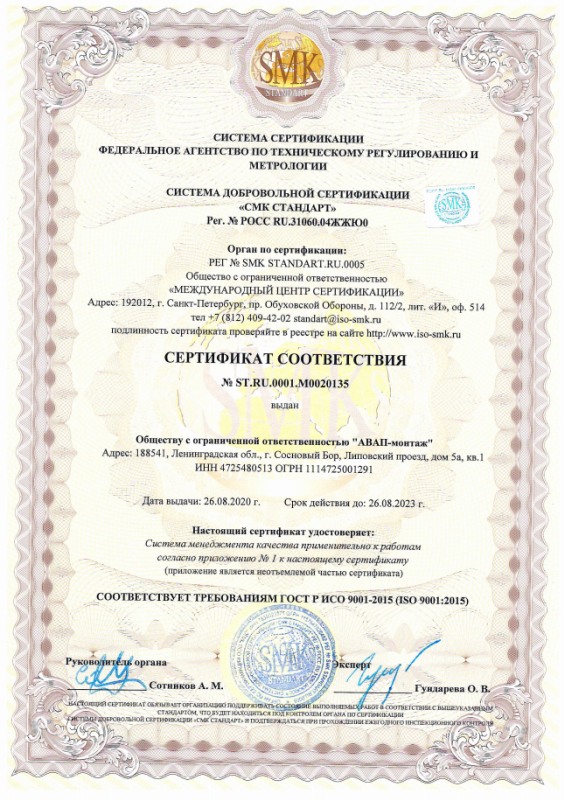 SMK
STANDART
СИСТЕМА СЕРТИФИКАЦИИ
ФЕДЕРАЛЬНОЕ АГЕНТСТВО ПО ТЕХНИЧЕСКОМУ РЕГУЛИРОВАНИЮ И
МЕТРОЛОГИИ
СИСТЕМА ДОБРОВОЛЬНОЙ СЕРТИФИКАЦИИ
«СМК СТАНДАРТ»
Рег. № РОСС RU.31060.04ЖЖЮ0
SMK
Орган по сертификации:
РЕГ № SMK STANDART.RU.0005
Общество с ограниченной ответственностью
«МЕЖДУНАРОДНЫЙ ЦЕНТР СЕРТИФИКАЦИИ»
Адрес: 192012, г. Санкт-Петербург, пр. Обуховской Обороны, д. 112/2, лит. «И», оф. 514
тел +7 (812) 409-42-02 standart@iso-smk.ru
подлинность сертификата проверяйте в реестре на сайте http://www.iso-smk.ru
СЕРТИФИКАТ СООТВЕТСТВИЯ
№ ST.RU.0001.M0020135
выдан
Обществу с ограниченной ответственностью "АВАП-монтаж"
Адрес: 188541, Ленинградская обл., г. Сосновый Бор, Липовский проезд, дом 5а, кв.1
ИНН 4725480513 ОГРН 1114725001291
Дата выдачи: 26.08.2020 г. Срок действия до: 26.08.2023 г.
Настоящий сертификат удостоверяет:
Система менеджмента качества применительно к работам
согласно приложению № 1 к настоящему сертификату
(приложение является неотъемлемой частью сертификата)
СООТВЕТСТВУЕТ ТРЕБОВАНИЯМ ГОСТ Р ИСО 9001-2015 (ISO 9001:2015)
SMK
Руководитель органа Эксперт
Сотников А. М. Гундарева О. В.
НАСТОЯЩИЙ СЕРТИФИКАТ ОБЯЗЫВАЕТ ОРГАНИЗАЦИЮ ПОДДЕРЖИВАТЬ СОСТОЯНИЕ ВЫПОЛНЯЕМЫХ РАБОТ В СООТВЕТСТВИИ С ВЫШЕУКАЗАННЫМ
СТАНДАРТОМ, ЧТО БУДЕТ НАХОДИТЬСЯ ПОД КОНТРОЛЕМ ОРГАНА ПО СЕРТИФИКАЦИИ
СИСТЕМЫ ДОБРОВОЛЬНОЙ СЕРТИФИКАЦИИ «СМК СТАНДАРТ» И ПОДТВЕРЖДАТЬСЯ ПРИ ПРОХОЖДЕНИИ ЕЖЕГОДНОГО ИНСПЕКЦИОННОГО КОНТРОЛЯ